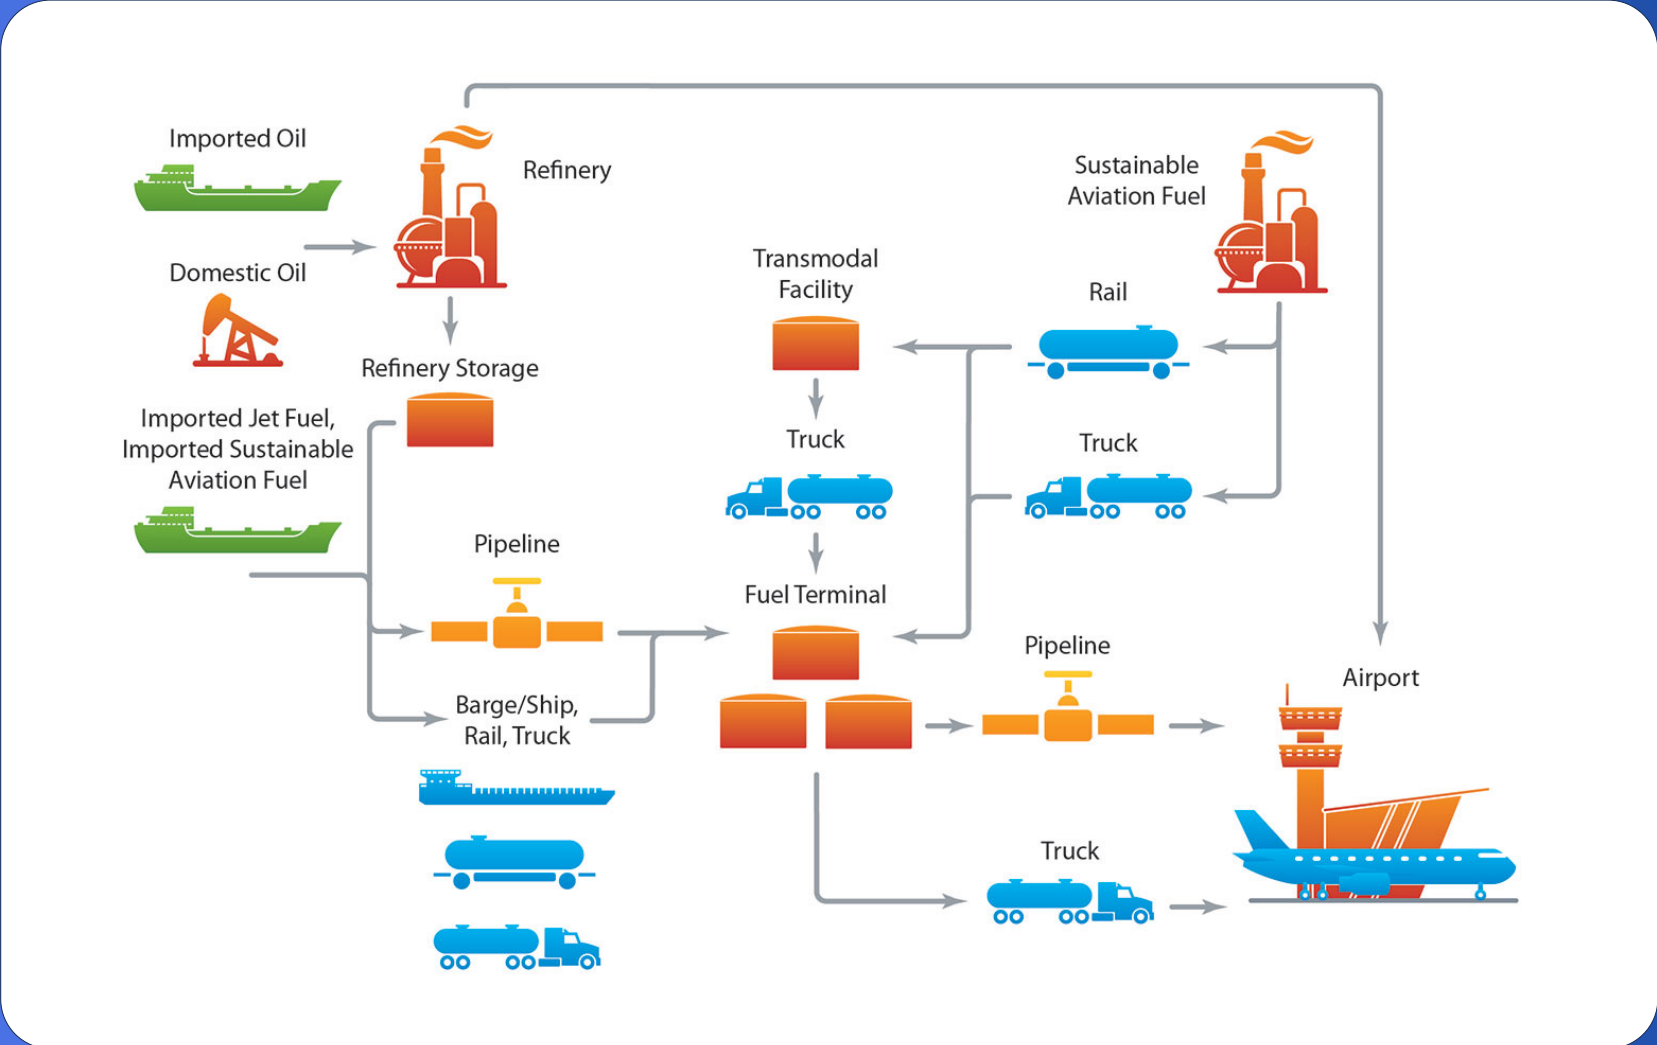 Imported Oil
Refinery
Domestic Oil
Refinery Storage
Imported Jet Fuel,
Imported Sustainable
Aviation Fuel
Pipeline
Barge/Ship,
Rail, Truck
Transmodal
Facility
Truck
Fuel Terminal
Sustainable
Aviation Fuel
Rail
Truck
Pipeline
Truck
Airport